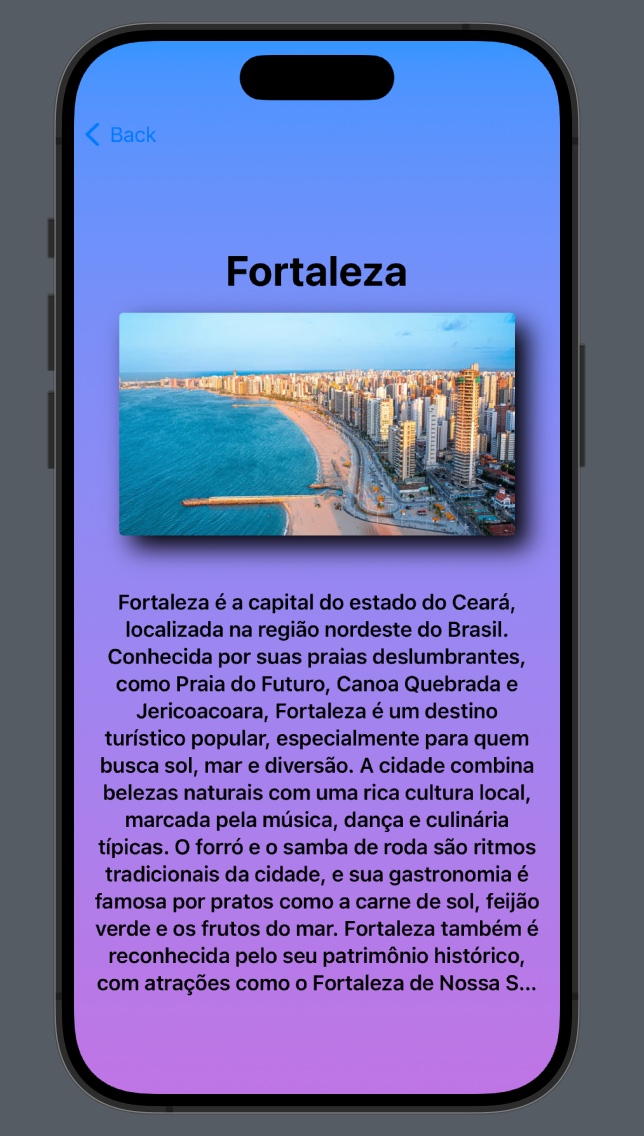 Back
Fortaleza
Fortaleza é a capital do estado do Ceará,
localizada na região nordeste do Brasil.
Conhecida por suas praias deslumbrantes,
como Praia do Futuro, Canoa Quebrada e
Jericoacoara, Fortaleza é um destino
turístico popular, especialmente para quem
busca sol, mar e diversão. A cidade combina
belezas naturais com uma rica cultura local,
marcada pela música, dança e culinária
típicas. O forró e o samba de roda são ritmos
tradicionais da cidade, e sua gastronomia é
famosa por pratos como a carne de sol, feijão
verde e os frutos do mar. Fortaleza também é
reconhecida pelo seu patrimônio histórico,
com atrações como o Fortaleza de Nossa S...